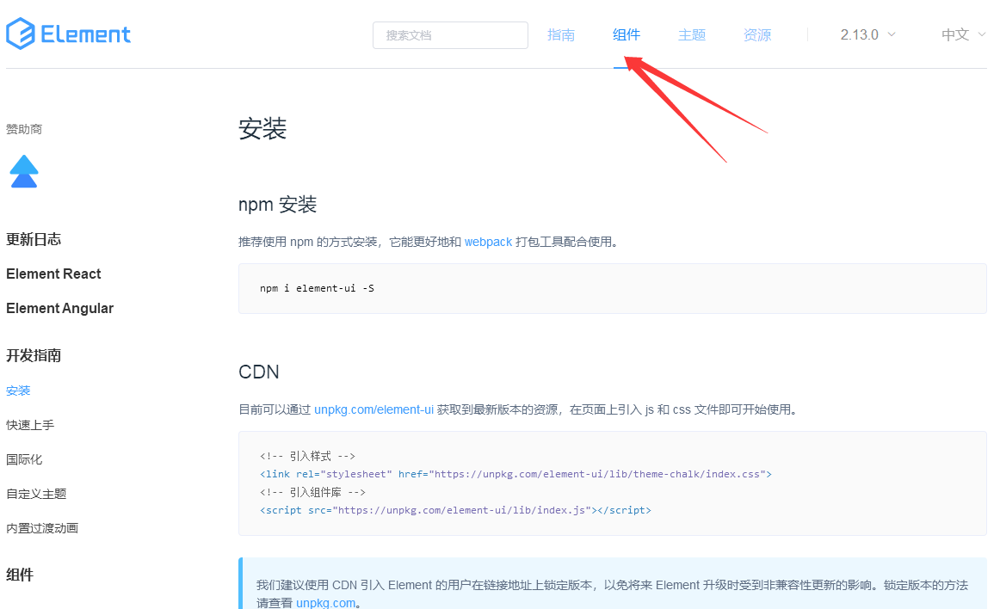 Element
搜索文档
指南
组件
主题
资源
2.13.0
中文
赞助商
更新日志
Element React
Element Angular
开发指南
安装
快速上手
国际化
自定义主题
内置过渡动画
组件
安装
npm 安装
推荐使用 npm 的方式安装，它能更好地和 webpack 打包工具配合使用。
npm i element-ui -S
CDN
目前可以通过 unpkg.com/element-ui 获取到最新版本的资源，在页面上引入 js 和 css 文件即可开始使用。
<!-- 引入样式 -->
<link rel="stylesheet" href="https://unpkg.com/element-ui/lib/theme-chalk/index.css">
<!-- 引入组件库 -->
<script src="https://unpkg.com/element-ui/lib/index.js"></script>
我们建议使用 CDN 引入 Element 的用户在链接地址上锁定版本，以免将来 Element 升级时受到非兼容性更新的影响。锁定版本的方法
请查看 unpkg.com。